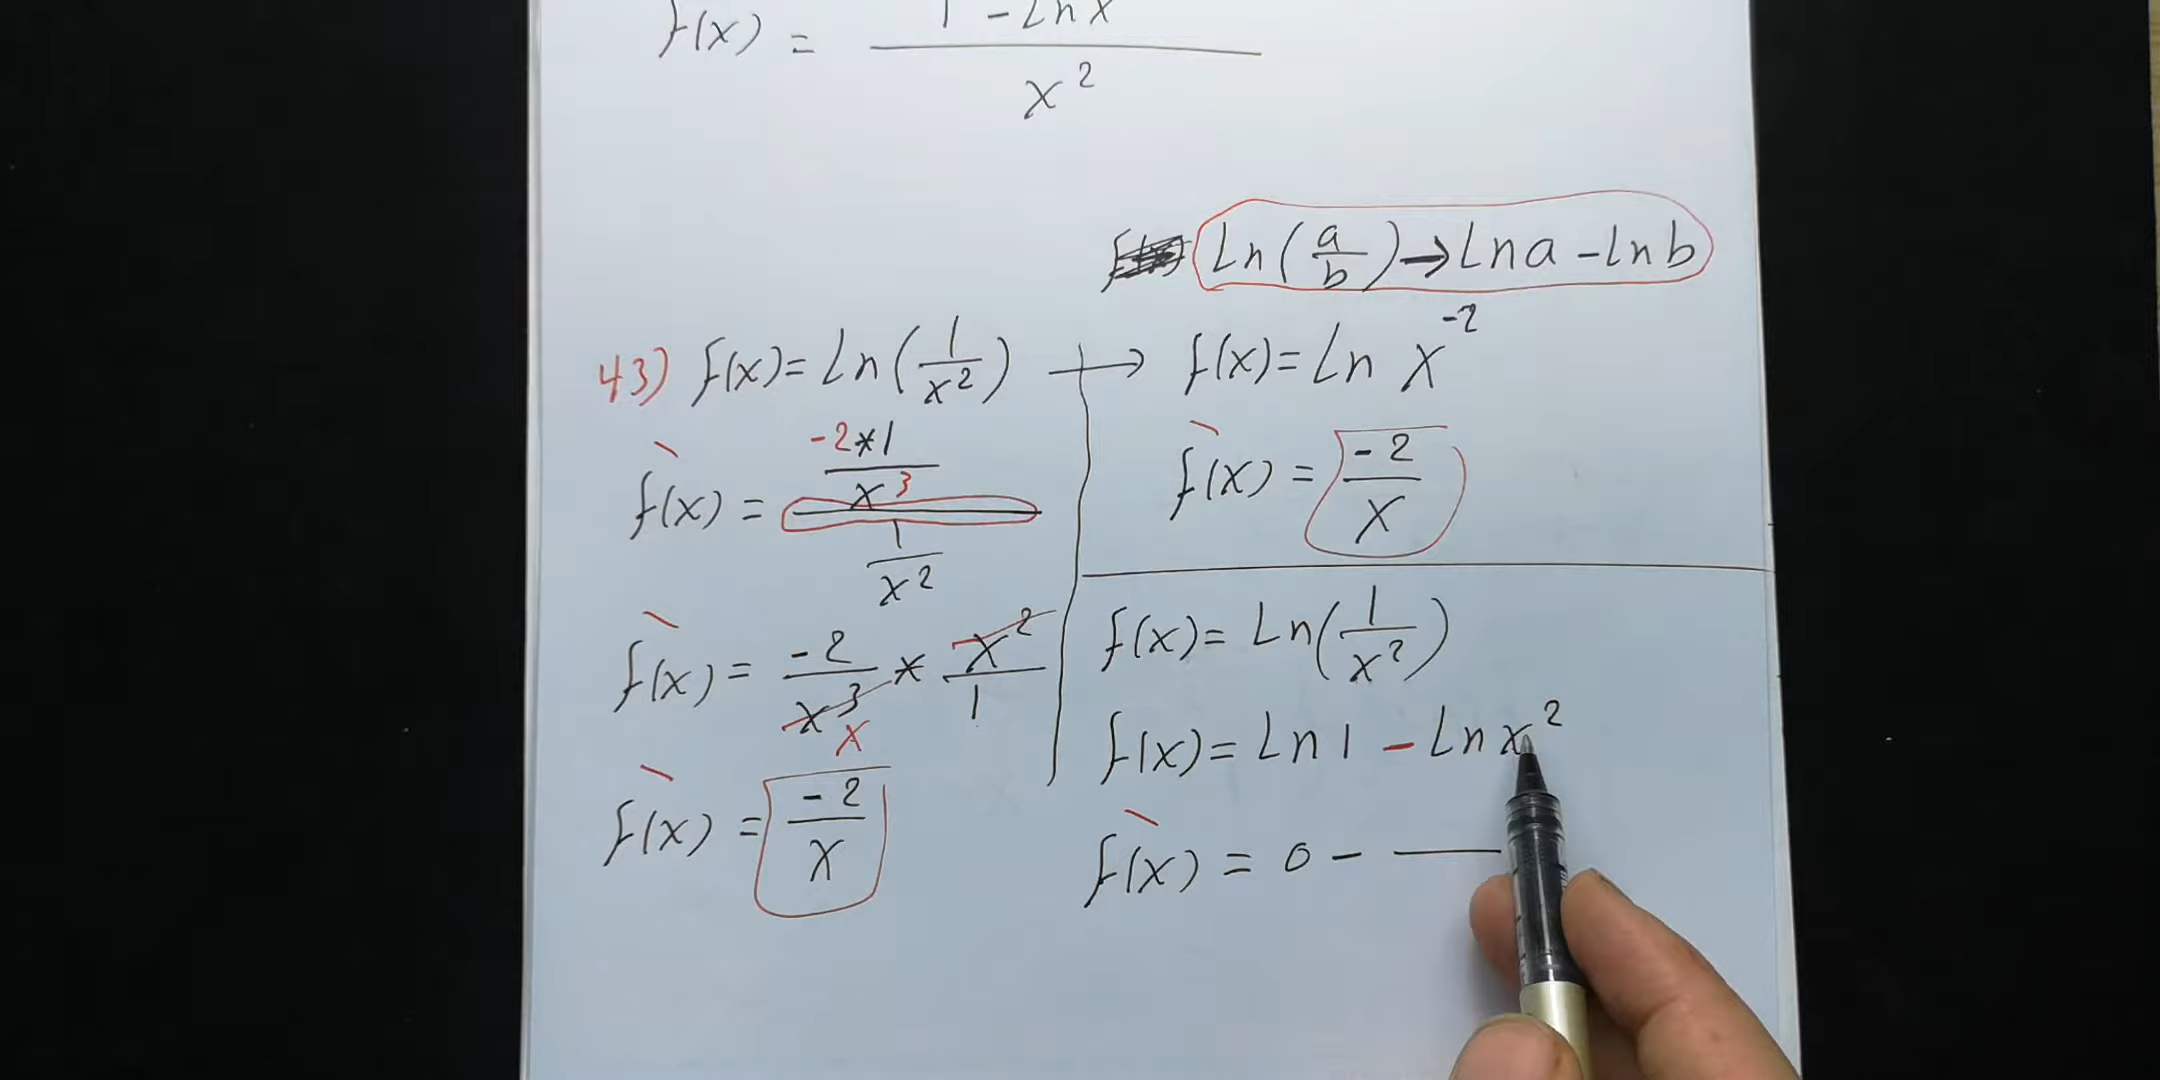 f(x) = (1 - Ln x)/x²
Ln(a/b) → Ln a - Ln b
43) f(x) = Ln(1/x²) → f(x) = Ln x⁻²
f`(x) = (-2*1/x³)/(1/x²)
f`(x) = -2/x
f`(x) = -2/x³ * x²/1
x
f`(x) = -2/x
f(x) = Ln(1/x²)
f(x) = Ln 1 - Ln x²
f`(x) = 0 - ——